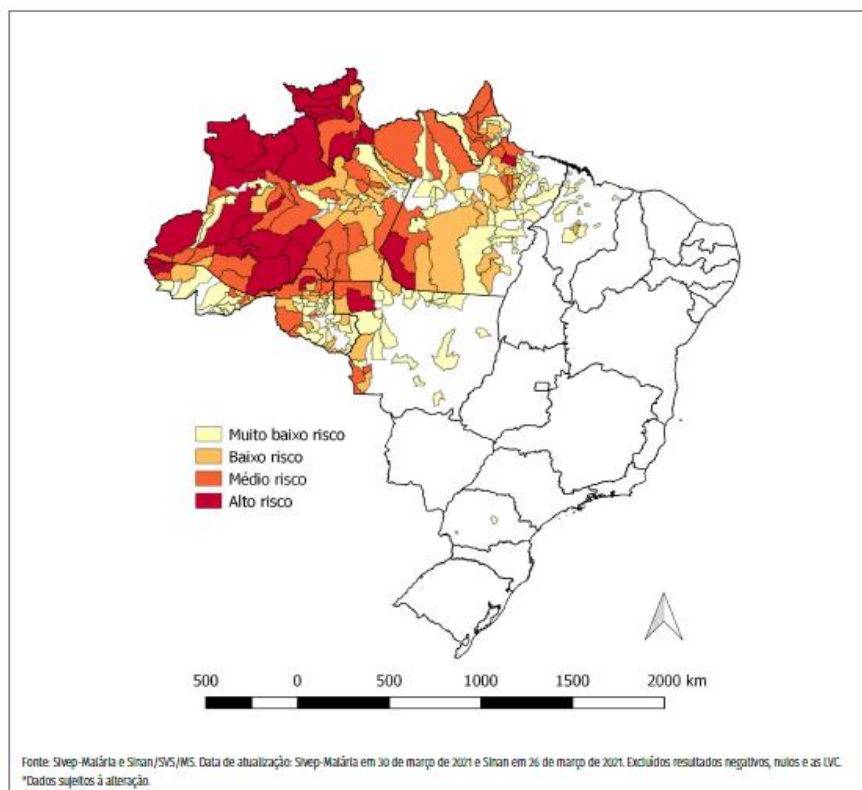 Muito baixo risco
Baixo risco
Médio risco
Alto risco
500 0 500 1000 1500 2000 km
Fonte: Sivep-Malária e Sinan/SVS/MS. Data de atualização: Sivep-Malária em 30 de março de 2021 e Sinan em 26 de março de 2021. Excluídos resultados negativos, nulos e as LVC.
*Dados sujeitos à alteração.